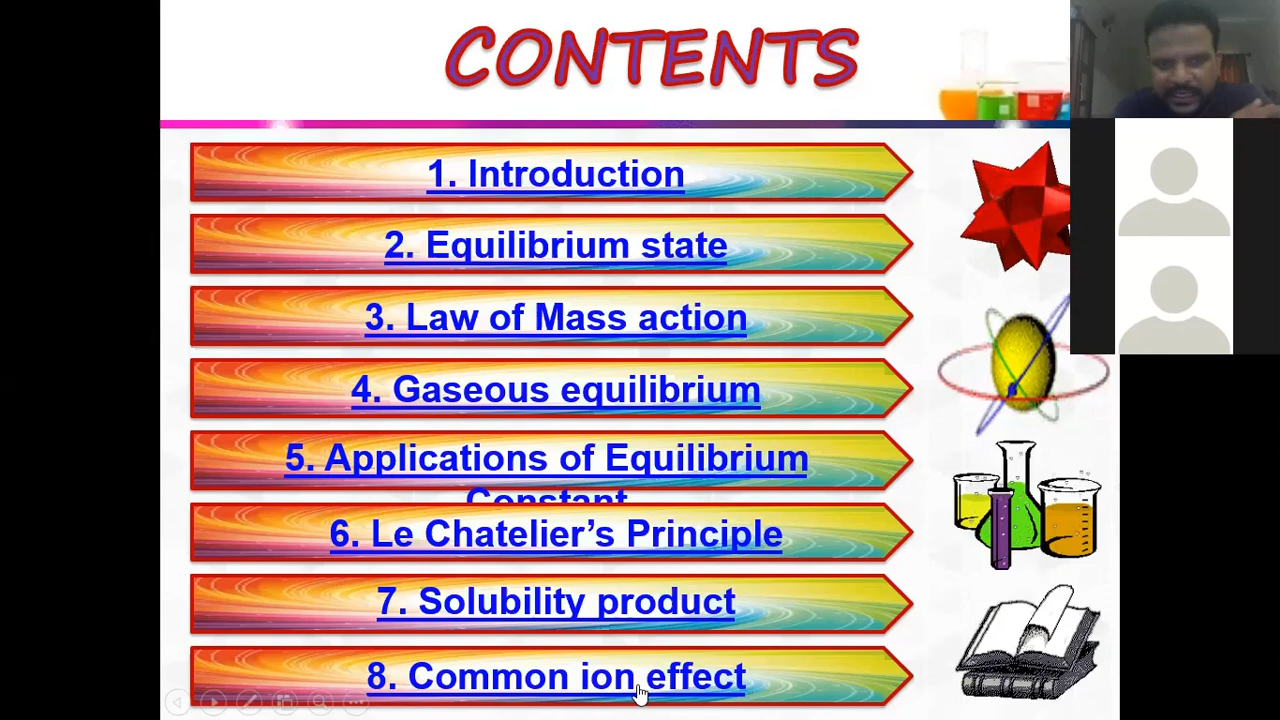 CONTENTS
1. Introduction
2. Equilibrium state
3. Law of Mass action
4. Gaseous equilibrium
5. Applications of Equilibrium
Constant
6. Le Chatelier’s Principle
7. Solubility product
8. Common ion effect